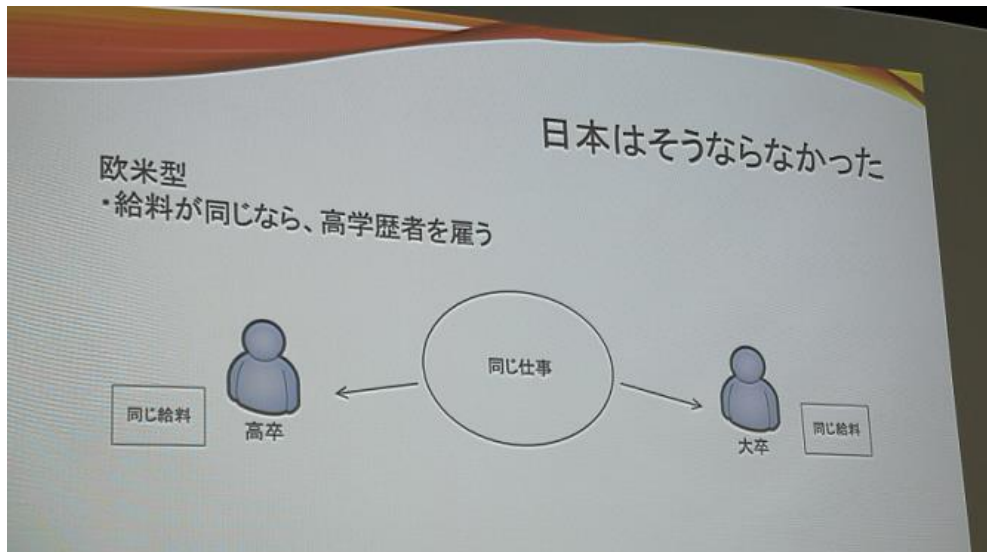 日本はそうならなかった
欧米型
・給料が同じなら、高学歴者を雇う
同じ仕事
同じ給料
高卒
大卒
同じ給料